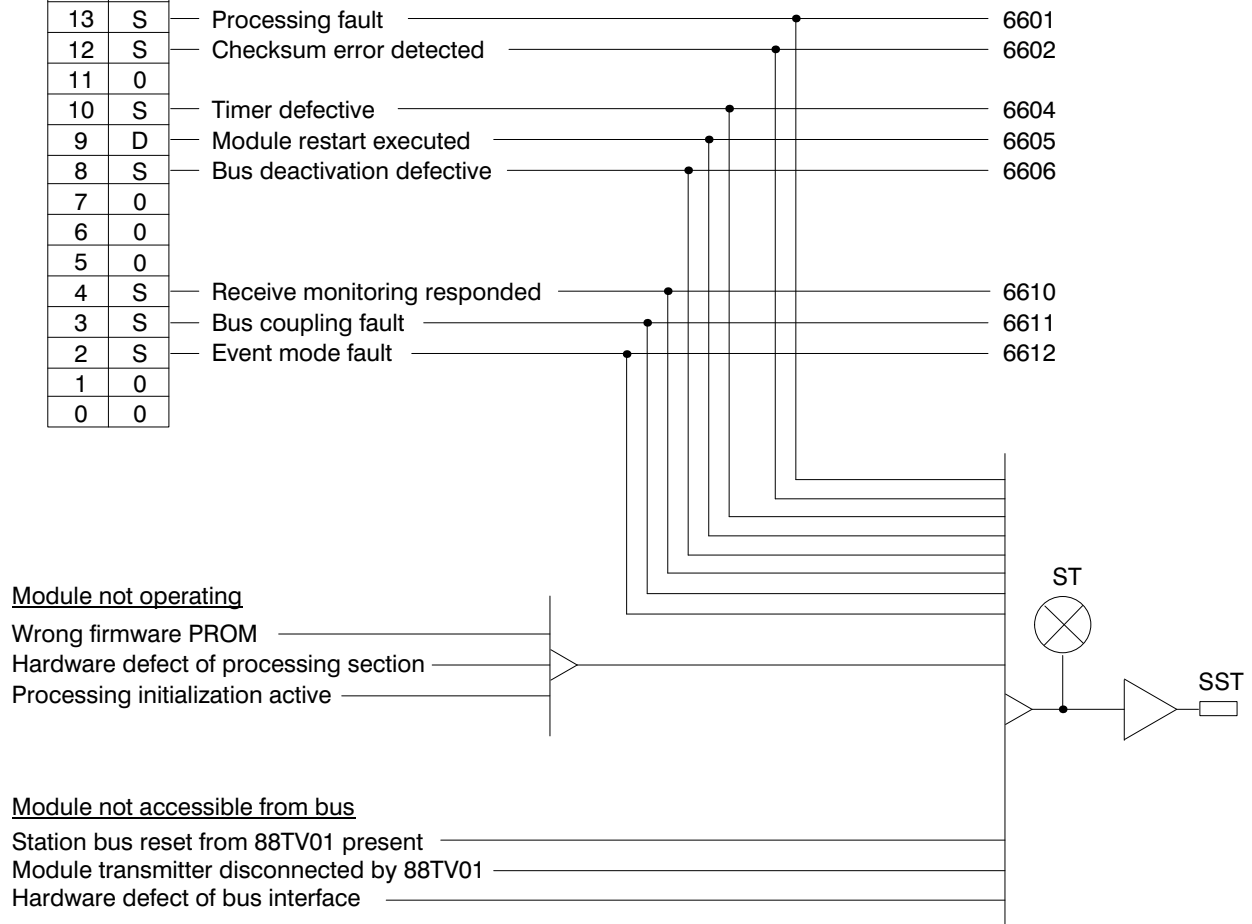 13 S Processing fault 6601
12 S Checksum error detected 6602
11 0
10 S Timer defective 6604
9 D Module restart executed 6605
8 S Bus deactivation defective 6606
7 0
6 0
5 0
4 S Receive monitoring responded 6610
3 S Bus coupling fault 6611
2 S Event mode fault 6612
1 0
0 0
ST
Module not operating
Wrong firmware PROM
Hardware defect of processing section
Processing initialization active
SST
Module not accessible from bus
Station bus reset from 88TV01 present
Module transmitter disconnected by 88TV01
Hardware defect of bus interface